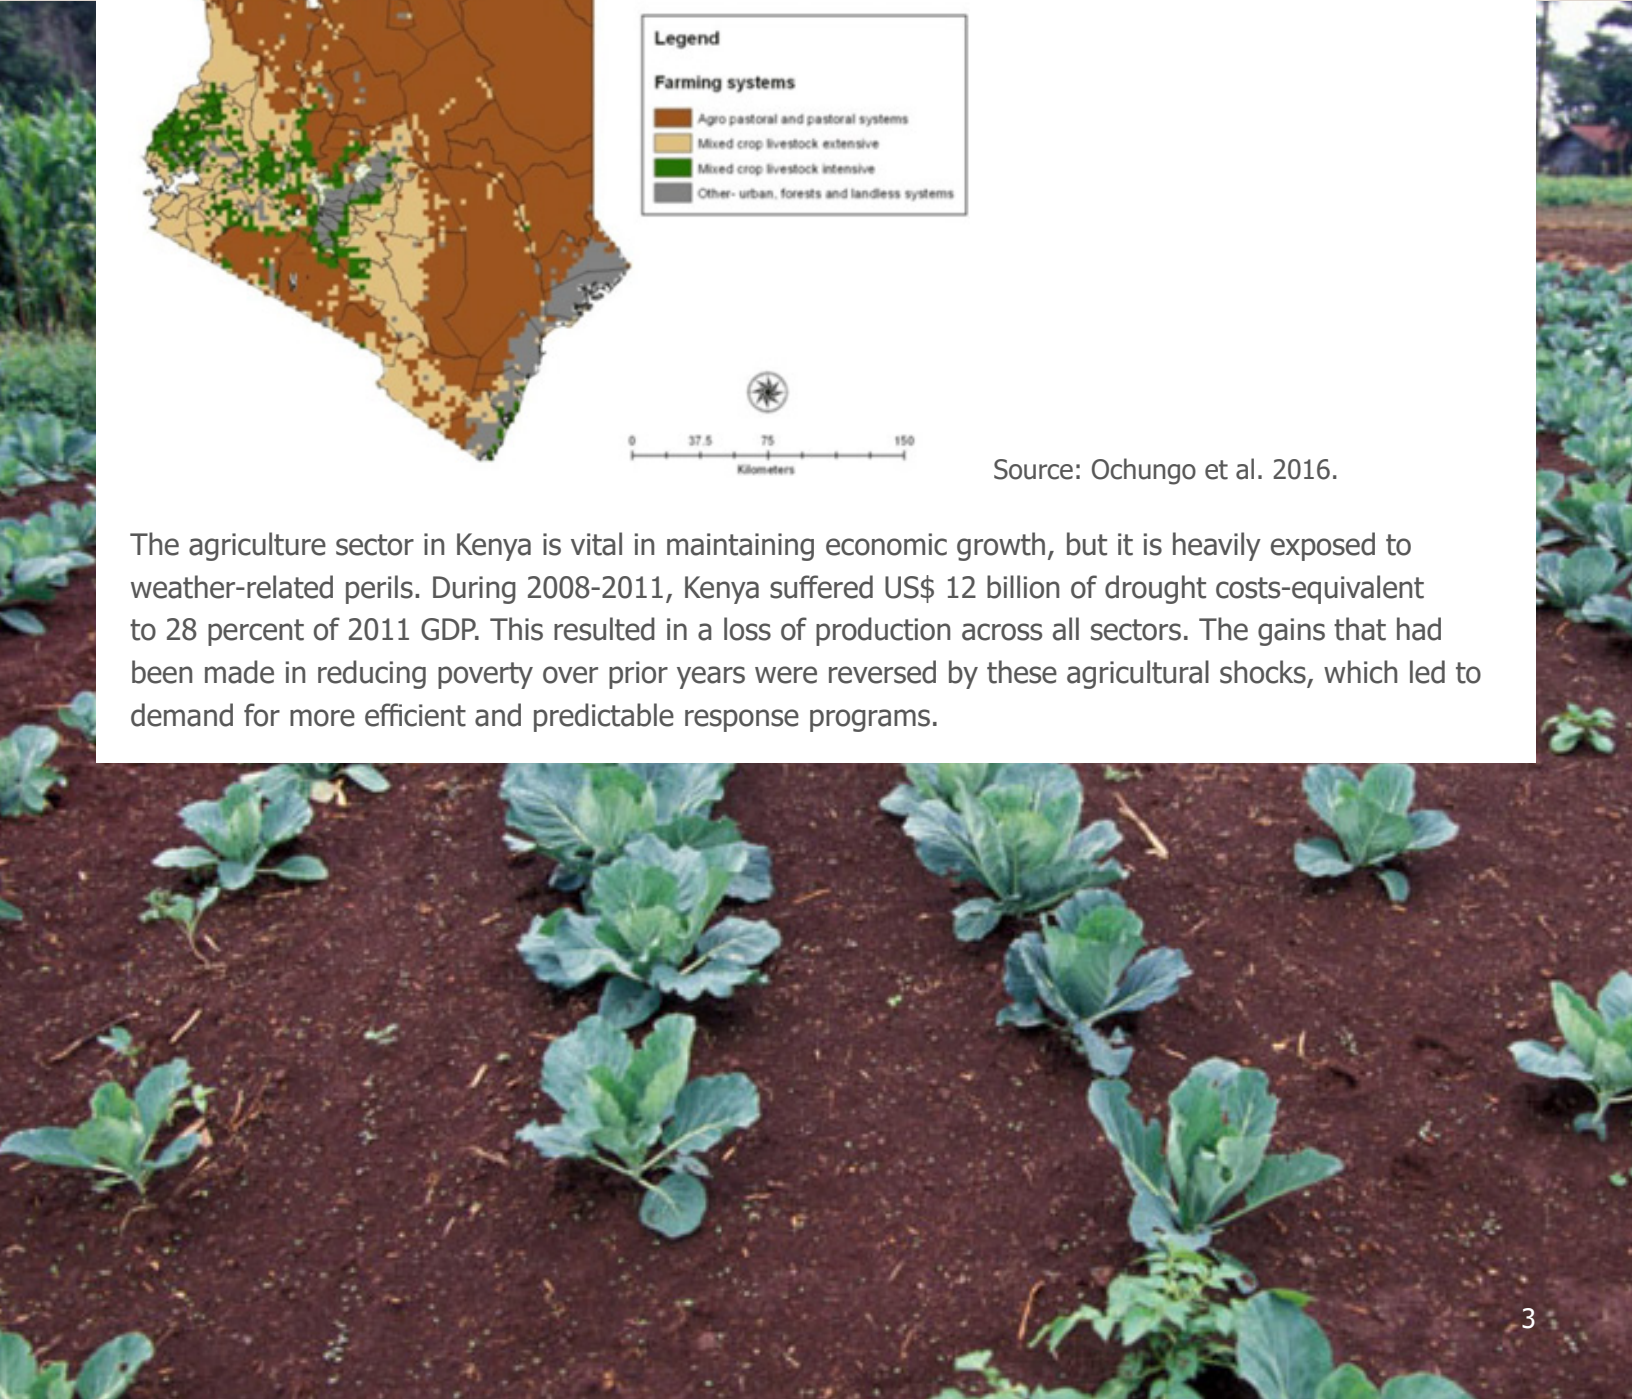 Legend
Farming systems
Agro pastoral and pastoral systems
Mixed crop livestock extensive
Mixed crop livestock intensive
Other- urban, forests and landless systems
0 37.5 75 150
Kilometers
Source: Ochungo et al. 2016.
The agriculture sector in Kenya is vital in maintaining economic growth, but it is heavily exposed to
weather-related perils. During 2008-2011, Kenya suffered US$ 12 billion of drought costs-equivalent
to 28 percent of 2011 GDP. This resulted in a loss of production across all sectors. The gains that had
been made in reducing poverty over prior years were reversed by these agricultural shocks, which led to
demand for more efficient and predictable response programs.
3